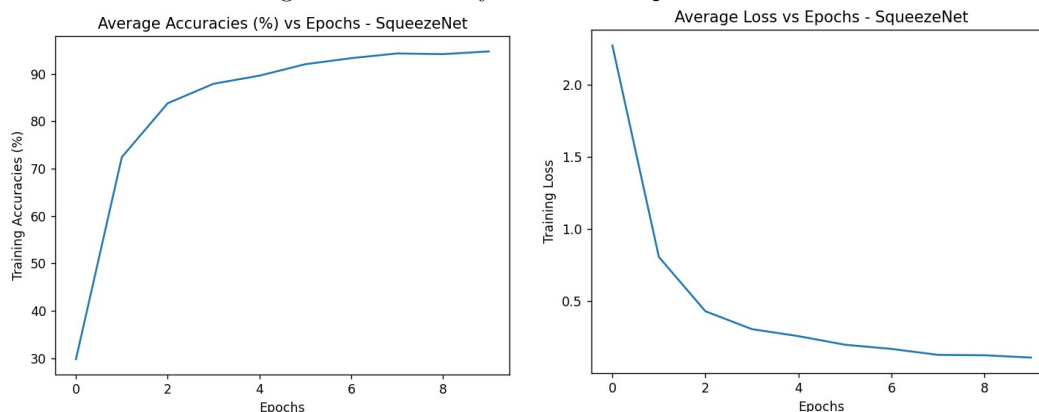 Average Accuracies (%) vs Epochs - SqueezeNet
90
80
70
60
50
40
30
0 2 4 6 8
Training Accuracies (%)
Epochs
Average Loss vs Epochs - SqueezeNet
2.0
1.5
1.0
0.5
0 2 4 6 8
Training Loss
Epochs